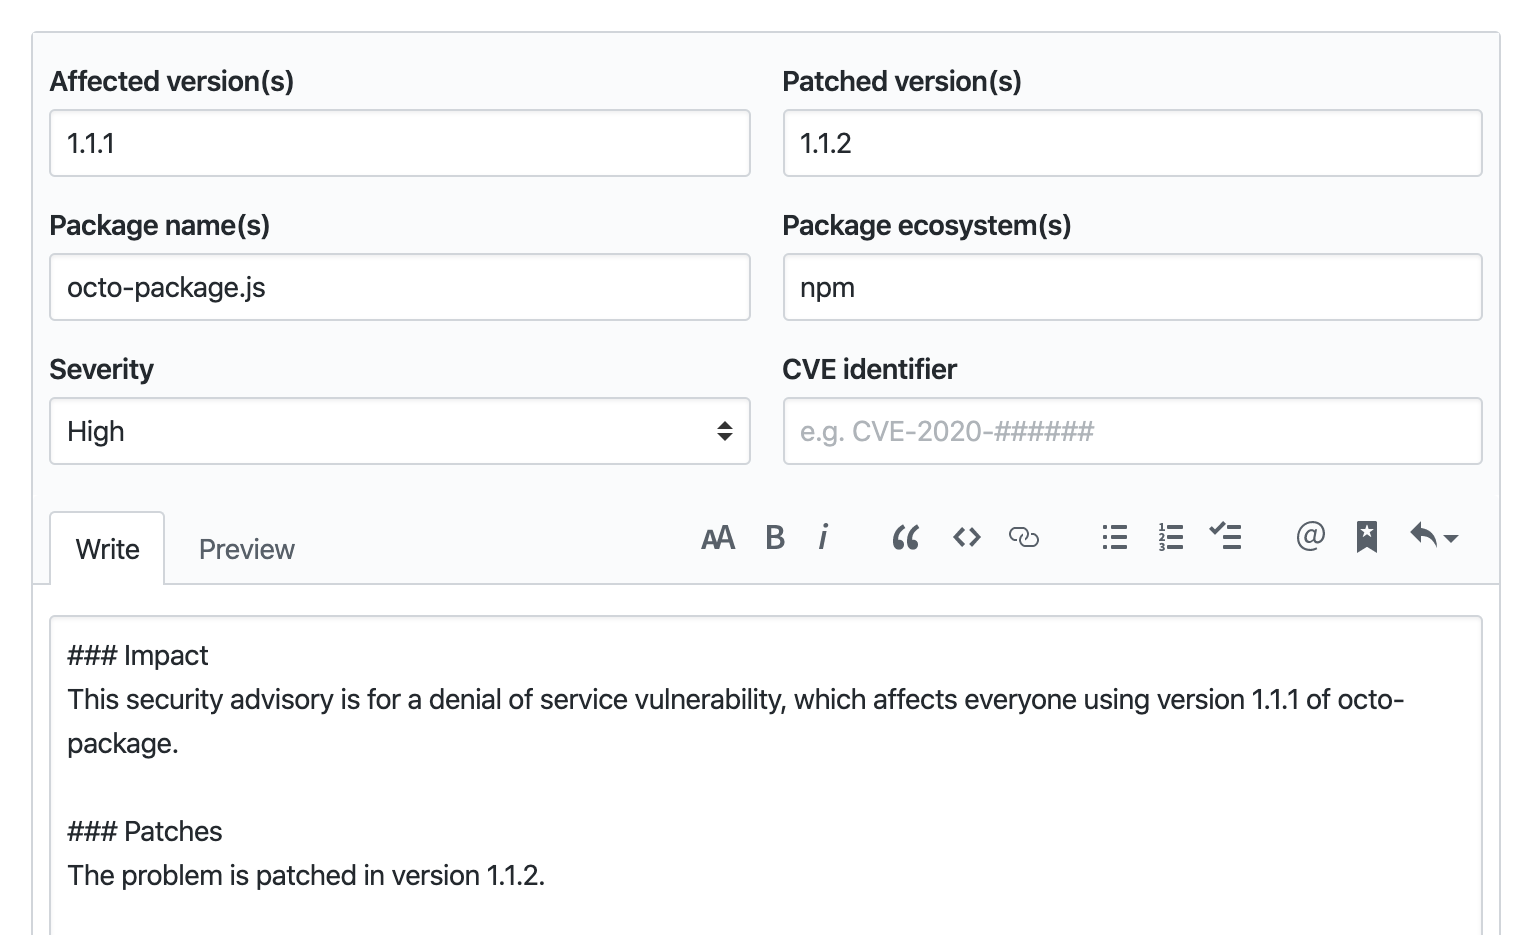 Affected version(s)
Patched version(s)
1.1.1
1.1.2
Package name(s)
Package ecosystem(s)
octo-package.js
npm
Severity
CVE identifier
High
e.g. CVE-2020-######
Write
Preview
### Impact
This security advisory is for a denial of service vulnerability, which affects everyone using version 1.1.1 of octo-
package.
### Patches
The problem is patched in version 1.1.2.